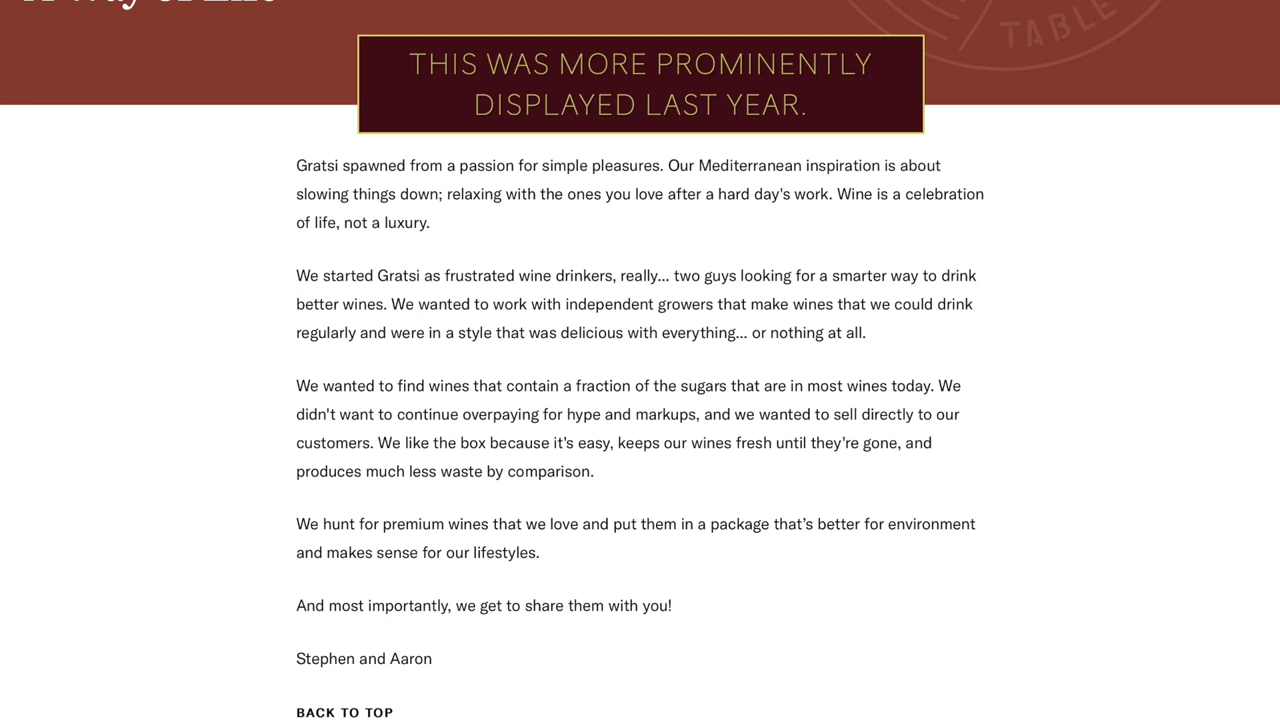 A Way of Life
TABLE
THIS WAS MORE PROMINENTLY
DISPLAYED LAST YEAR.
Gratsi spawned from a passion for simple pleasures. Our Mediterranean inspiration is about
slowing things down; relaxing with the ones you love after a hard day's work. Wine is a celebration
of life, not a luxury.
We started Gratsi as frustrated wine drinkers, really... two guys looking for a smarter way to drink
better wines. We wanted to work with independent growers that make wines that we could drink
regularly and were in a style that was delicious with everything... or nothing at all.
We wanted to find wines that contain a fraction of the sugars that are in most wines today. We
didn't want to continue overpaying for hype and markups, and we wanted to sell directly to our
customers. We like the box because it's easy, keeps our wines fresh until they're gone, and
produces much less waste by comparison.
We hunt for premium wines that we love and put them in a package that’s better for environment
and makes sense for our lifestyles.
And most importantly, we get to share them with you!
Stephen and Aaron
BACK TO TOP